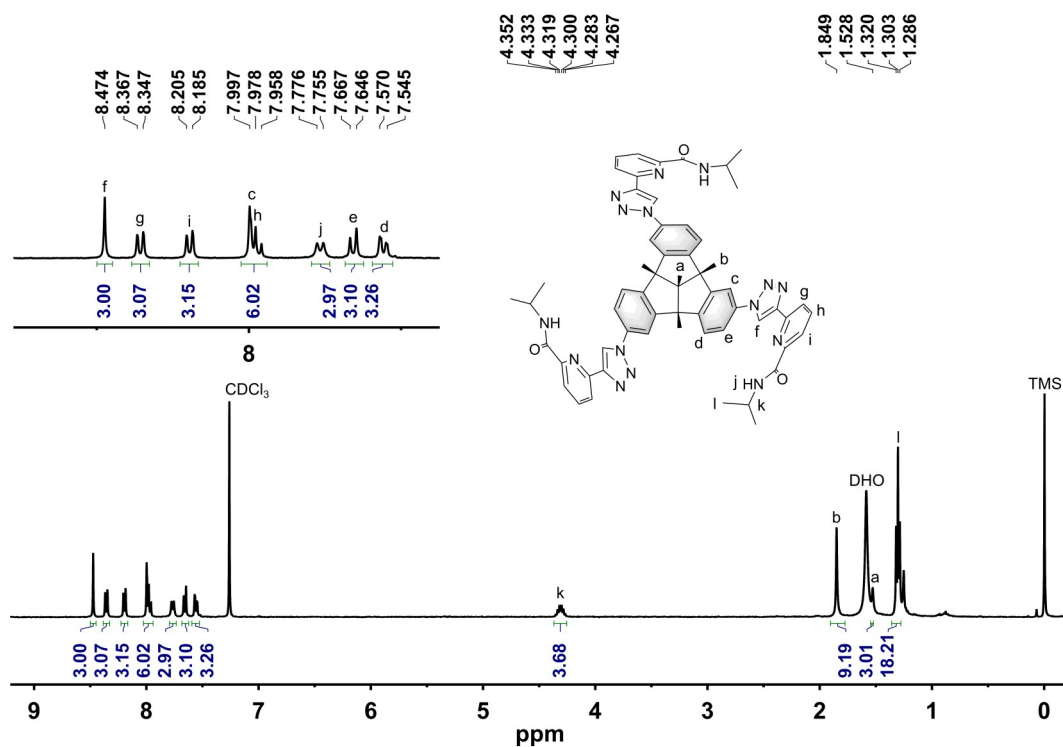 8.474
8.367
8.347
8.205
8.185
7.997
7.978
7.958
7.776
7.755
7.667
7.646
7.570
7.545
4.352
4.333
4.319
4.300
4.283
4.267
1.849
1.528
1.320
1.303
1.286
f
g
i
c
h
j
e
d
3.00
3.07
3.15
6.02
2.97
3.10
3.26
8
O
N
N
H
N
N=N
N
b
a
c
N
N
N
g
h
f
N
i
d
e
j
NH
O
l
k
NH
O
N
N
N
N=N
CDCl3
TMS
DHO
l
b
a
k
3.00
3.07
3.15
6.02
2.97
3.10
3.26
3.68
9.19
3.01
18.21
9 8 7 6 5 4 3 2 1 0
ppm